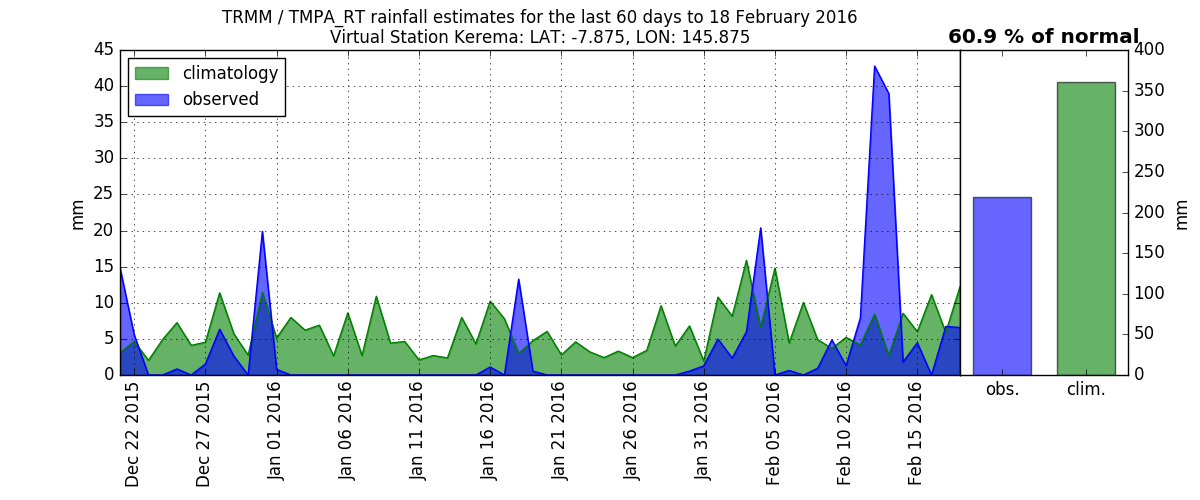 TRMM / TMPA_RT rainfall estimates for the last 60 days to 18 February 2016
Virtual Station Kerema: LAT: -7.875, LON: 145.875
60.9 % of normal
climatology
observed
45
40
35
30
25
20
15
10
5
0
mm
Dec 22 2015
Dec 27 2015
Jan 01 2016
Jan 06 2016
Jan 11 2016
Jan 16 2016
Jan 21 2016
Jan 26 2016
Jan 31 2016
Feb 05 2016
Feb 10 2016
Feb 15 2016
400
350
300
250
200
150
100
50
0
mm
obs.
clim.